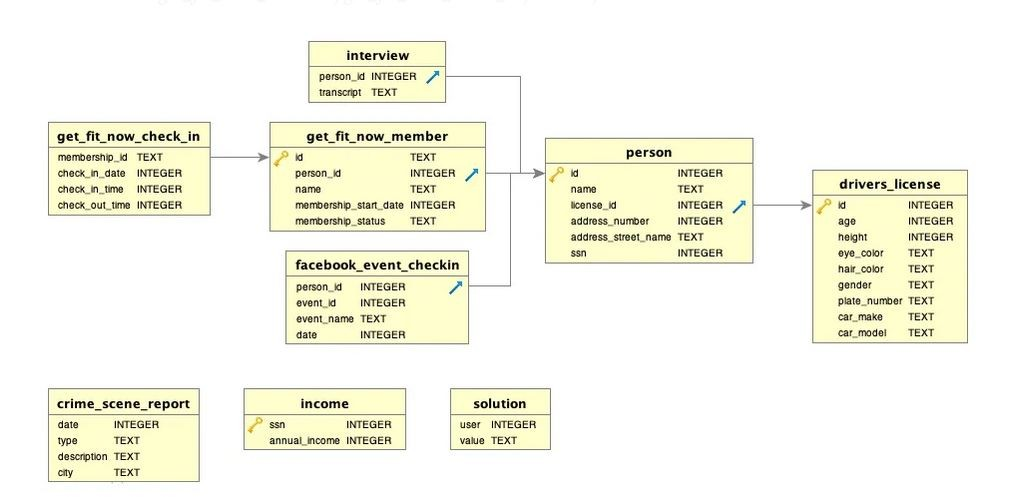 interview
person_id INTEGER
transcript TEXT
get_fit_now_check_in
membership_id TEXT
check_in_date INTEGER
check_in_time INTEGER
check_out_time INTEGER
get_fit_now_member
id TEXT
person_id INTEGER
name TEXT
membership_start_date INTEGER
membership_status TEXT
person
id INTEGER
name TEXT
license_id INTEGER
address_number INTEGER
address_street_name TEXT
ssn INTEGER
drivers_license
id INTEGER
age INTEGER
height INTEGER
eye_color TEXT
hair_color TEXT
gender TEXT
plate_number TEXT
car_make TEXT
car_model TEXT
facebook_event_checkin
person_id INTEGER
event_id INTEGER
event_name TEXT
date INTEGER
crime_scene_report
date INTEGER
type TEXT
description TEXT
city TEXT
income
ssn INTEGER
annual_income INTEGER
solution
user INTEGER
value TEXT